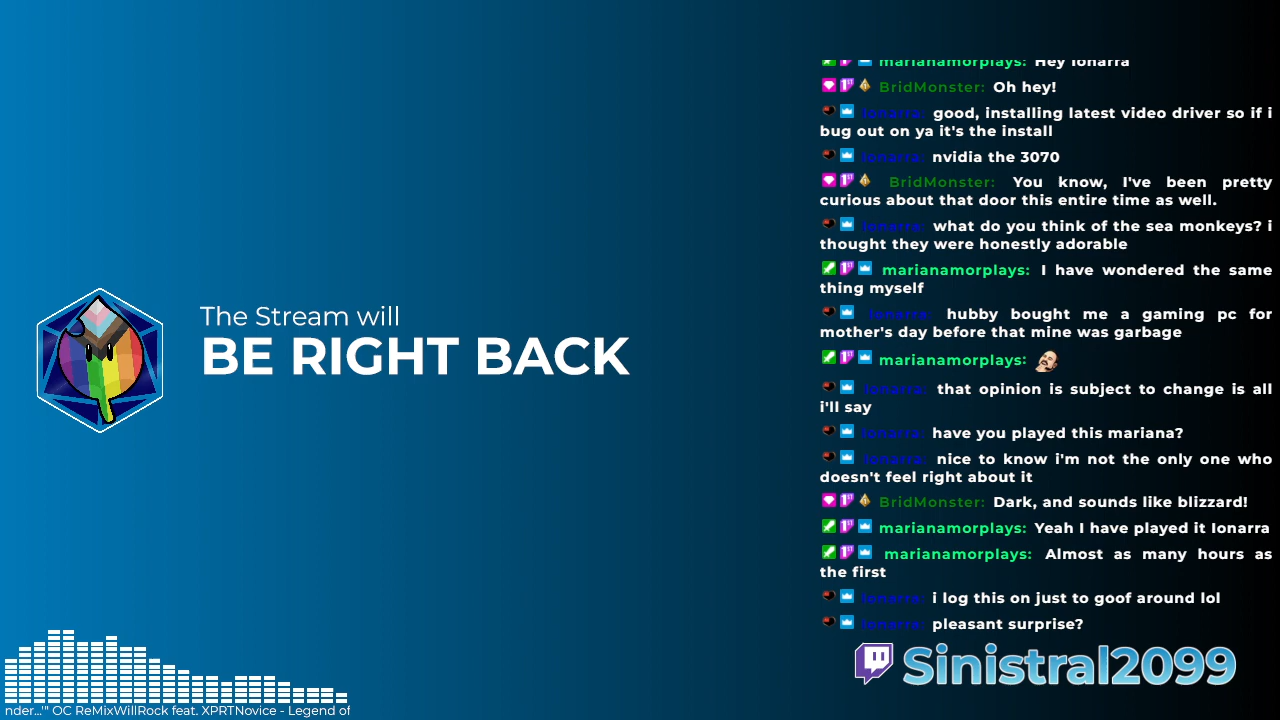 The Stream will
BE RIGHT BACK
marianamorplays: Hey Ionarra
BridMonster: Oh hey!
Ionarra: good, installing latest video driver so if i
bug out on ya it's the install
Ionarra: nvidia the 3070
BridMonster: You know, I've been pretty
curious about that door this entire time as well.
Ionarra: what do you think of the sea monkeys? i
thought they were honestly adorable
marianamorplays: I have wondered the same
thing myself
Ionarra: hubby bought me a gaming pc for
mother's day before that mine was garbage
marianamorplays:
Ionarra: that opinion is subject to change is all
i'll say
Ionarra: have you played this mariana?
Ionarra: nice to know i'm not the only one who
doesn't feel right about it
BridMonster: Dark, and sounds like blizzard!
marianamorplays: Yeah I have played it Ionarra
marianamorplays: Almost as many hours as
the first
Ionarra: i log this on just to goof around lol
Ionarra: pleasant surprise?
Sinistral2099
nder..'" OC ReMixWillRock feat. XPRTNovice - Legend of